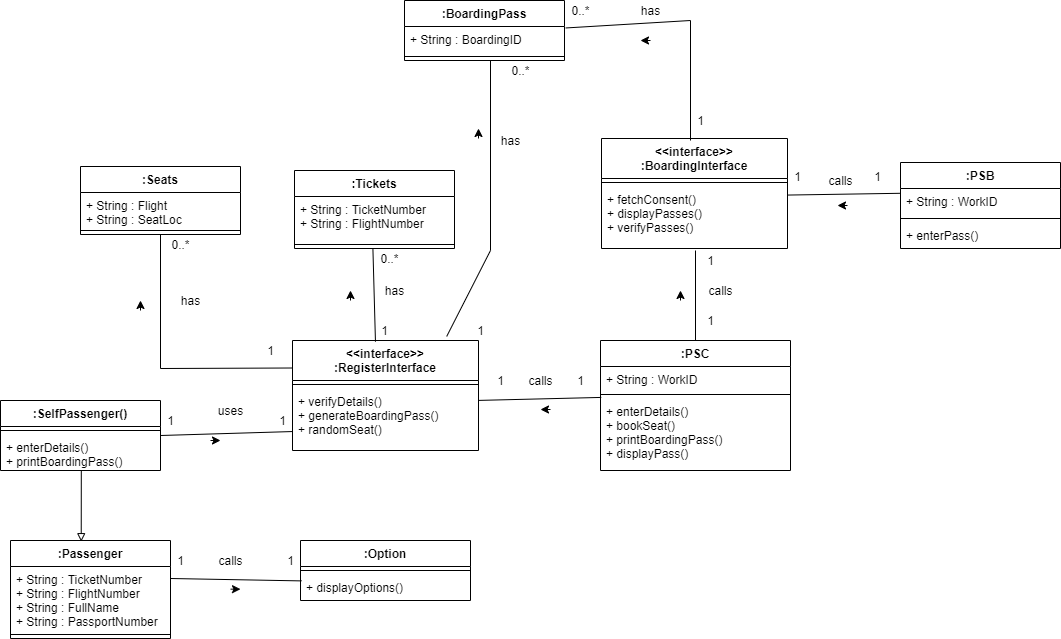 :BoardingPass
+ String : BoardingID
0..*
has
0..*
has
1
<<interface>>
:BoardingInterface
+ fetchConsent()
+ displayPasses()
+ verifyPasses()
1
calls
1
:PSB
+ String : WorkID
+ enterPass()
:Seats
+ String : Flight
+ String : SeatLoc
0..*
has
1
:Tickets
+ String : TicketNumber
+ String : FlightNumber
0..*
has
1
1
1
calls
1
<<interface>>
:RegisterInterface
+ verifyDetails()
+ generateBoardingPass()
+ randomSeat()
1
calls
1
:PSC
+ String : WorkID
+ enterDetails()
+ bookSeat()
+ printBoardingPass()
+ displayPass()
:SelfPassenger()
+ enterDetails()
+ printBoardingPass()
1
uses
1
:Passenger
+ String : TicketNumber
+ String : FlightNumber
+ String : FullName
+ String : PassportNumber
1
calls
1
:Option
+ displayOptions()